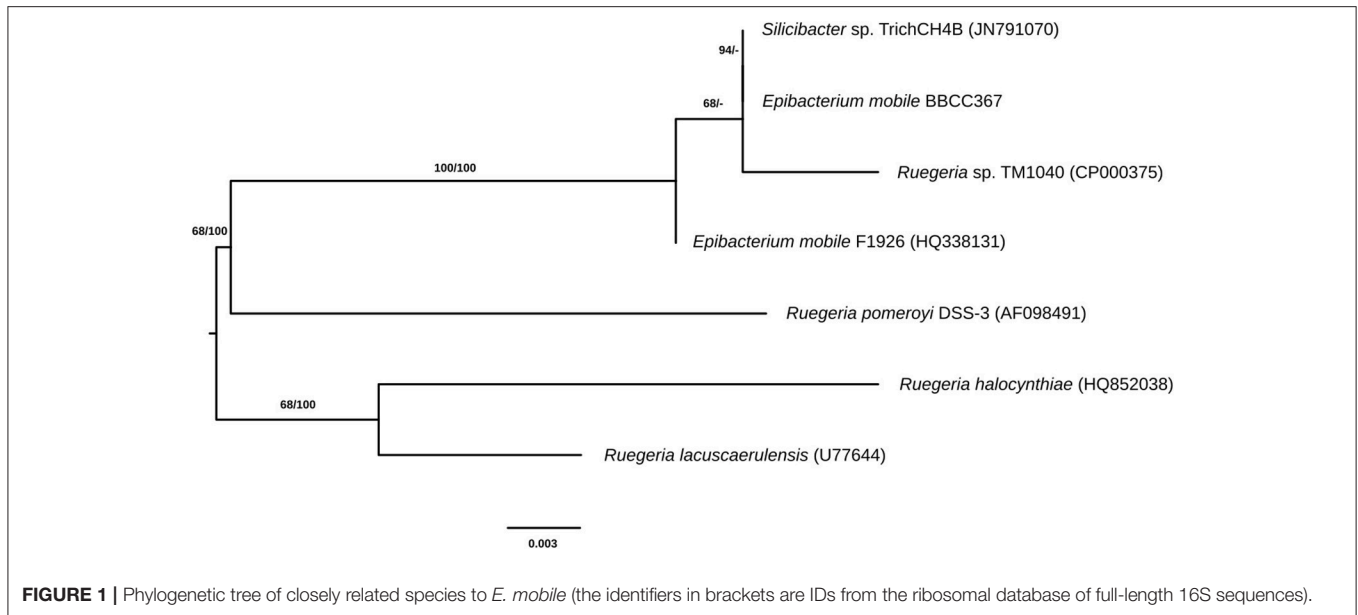 Silicibacter sp. TrichCH4B (JN791070)
94/-
Epibacterium mobile BBCC367
68/-
Ruegeria sp. TM1040 (CP000375)
100/100
Epibacterium mobile F1926 (HQ338131)
68/100
Ruegeria pomeroyi DSS-3 (AF098491)
Ruegeria halocynthiae (HQ852038)
68/100
Ruegeria lacuscaerulensis (U77644)
0.003
FIGURE 1 | Phylogenetic tree of closely related species to E. mobile (the identifiers in brackets are IDs from the ribosomal database of full-length 16S sequences).